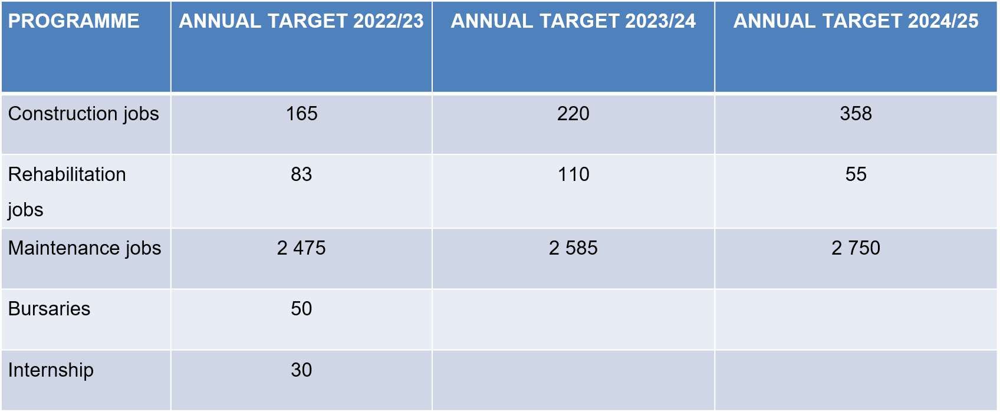 PROGRAMME ANNUAL TARGET 2022/23 ANNUAL TARGET 2023/24 ANNUAL TARGET 2024/25
Construction jobs 165 220 358
Rehabilitation 83 110 55
jobs
Maintenance jobs 2 475 2 585 2 750
Bursaries 50
Internship 30